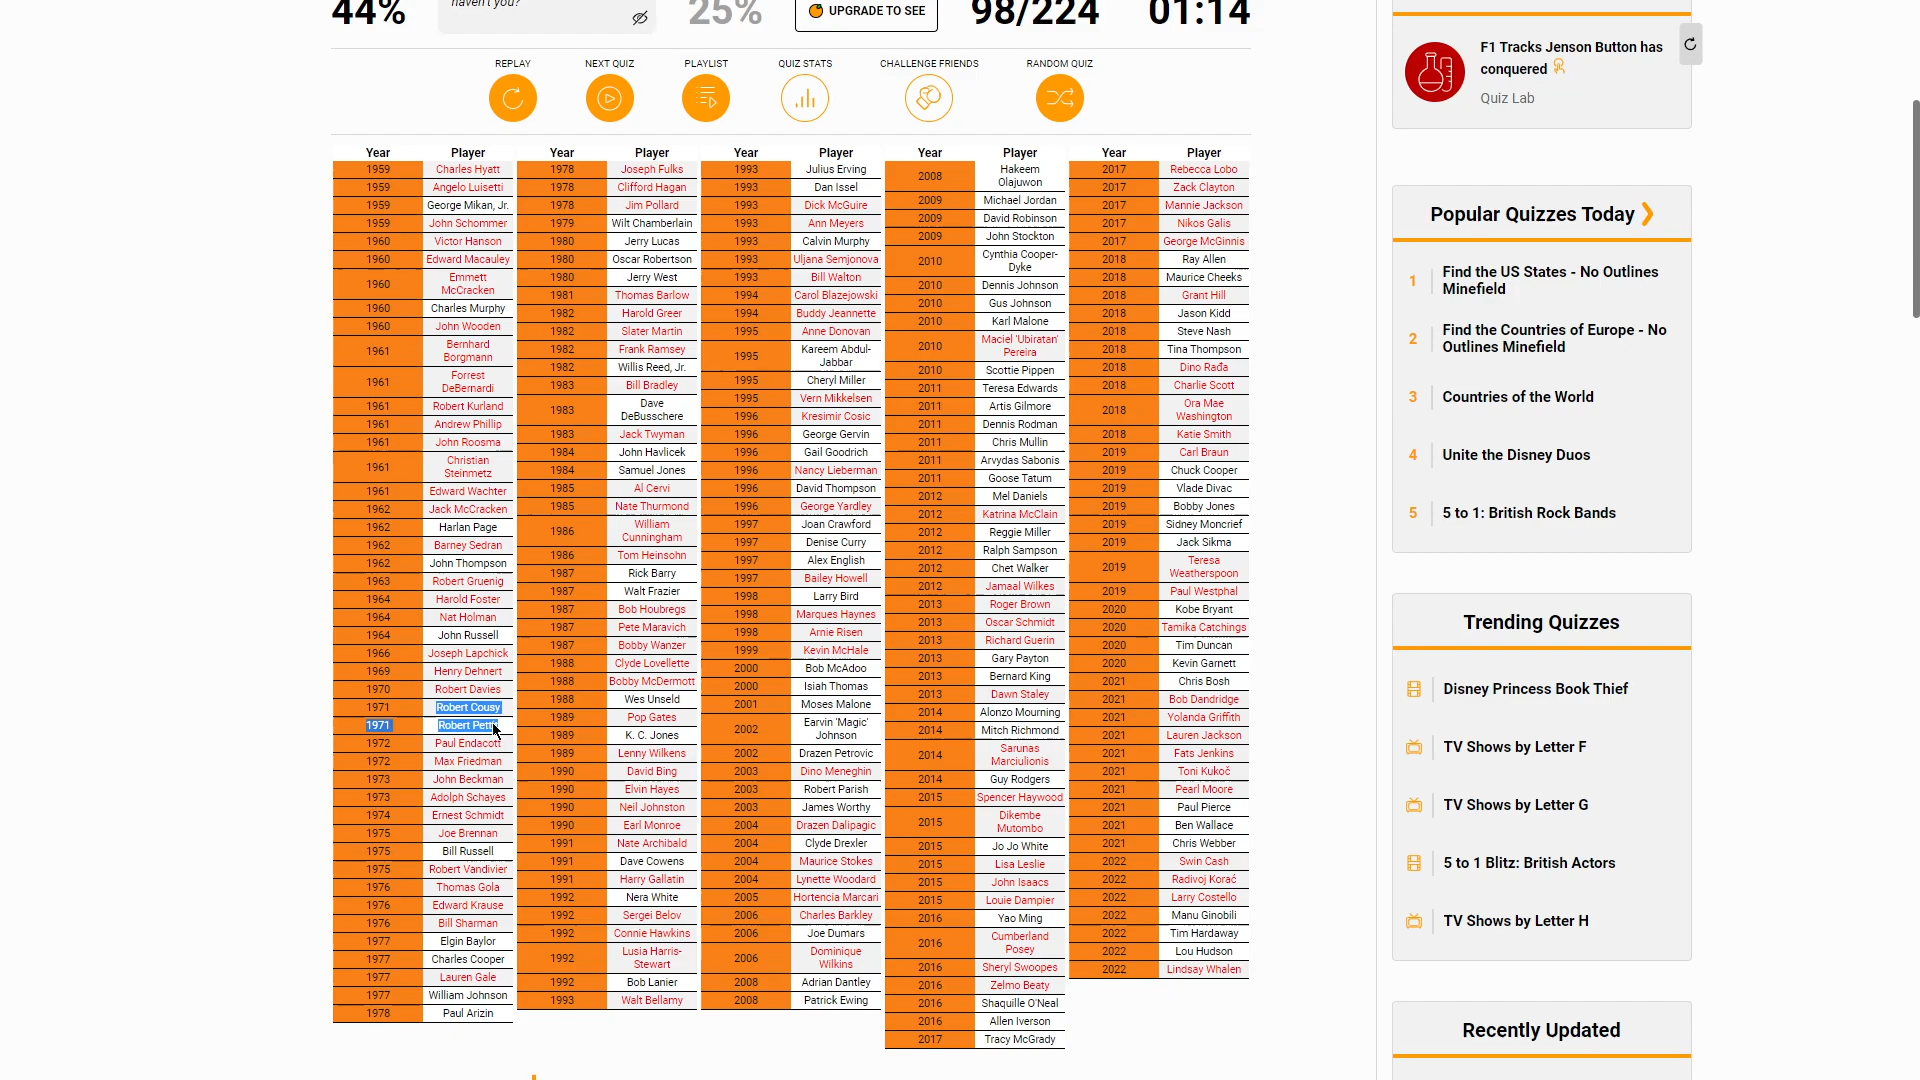 44%
haven't you?
25%
UPGRADE TO SEE
98/224
01:14
REPLAY
NEXT QUIZ
PLAYLIST
QUIZ STATS
CHALLENGE FRIENDS
RANDOM QUIZ
Year Player
1959 Charles Hyatt
1959 Angelo Luisetti
1959 George Mikan, Jr.
1959 John Schommer
1960 Victor Hanson
1960 Edward Macauley
1960 Emmett
McCracken
1960 Charles Murphy
1960 John Wooden
1961 Bernhard
Borgmann
1961 Forrest
DeBernardi
1961 Robert Kurland
1961 Andrew Phillip
1961 John Roosma
1961 Christian
Steinmetz
1961 Edward Wachter
1962 Jack McCracken
1962 Harlan Page
1962 Barney Sedran
1962 John Thompson
1963 Robert Gruenig
1964 Harold Foster
1964 Nat Holman
1964 John Russell
1966 Joseph Lapchick
1969 Henry Dehnert
1970 Robert Davies
1971 Robert Cousy
1971 Robert Pettit
1972 Paul Endacott
1972 Max Friedman
1973 John Beckman
1973 Adolph Schayes
1974 Ernest Schmidt
1975 Joe Brennan
1975 Bill Russell
1975 Robert Vandivier
1976 Thomas Gola
1976 Edward Krause
1976 Bill Sharman
1977 Elgin Baylor
1977 Charles Cooper
1977 Lauren Gale
1977 William Johnson
1978 Paul Arizin
Year Player
1978 Joseph Fulks
1978 Clifford Hagan
1978 Jim Pollard
1979 Wilt Chamberlain
1980 Jerry Lucas
1980 Oscar Robertson
1980 Jerry West
1981 Thomas Barlow
1982 Harold Greer
1982 Slater Martin
1982 Frank Ramsey
1982 Willis Reed, Jr.
1983 Bill Bradley
1983 Dave
DeBusschere
1983 Jack Twyman
1984 John Havlicek
1984 Samuel Jones
1985 Al Cervi
1985 Nate Thurmond
1986 William
Cunningham
1986 Tom Heinsohn
1987 Rick Barry
1987 Walt Frazier
1987 Bob Houbregs
1987 Pete Maravich
1987 Bobby Wanzer
1988 Clyde Lovellette
1988 Bobby McDermott
1988 Wes Unseld
1989 Pop Gates
1989 K. C. Jones
1989 Lenny Wilkens
1990 David Bing
1990 Elvin Hayes
1990 Neil Johnston
1990 Earl Monroe
1991 Nate Archibald
1991 Dave Cowens
1991 Harry Gallatin
1992 Nera White
1992 Sergei Belov
1992 Connie Hawkins
1992 Lusia Harris-
Stewart
1992 Bob Lanier
1993 Walt Bellamy
Year Player
1993 Julius Erving
1993 Dan Issel
1993 Dick McGuire
1993 Ann Meyers
1993 Calvin Murphy
1993 Uljana Semjonova
1993 Bill Walton
1994 Carol Blazejowski
1994 Buddy Jeannette
1995 Anne Donovan
1995 Kareem Abdul-
Jabbar
1995 Cheryl Miller
1995 Vern Mikkelsen
1996 Kresimir Cosic
1996 George Gervin
1996 Gail Goodrich
1996 Nancy Lieberman
1996 David Thompson
1996 George Yardley
1997 Joan Crawford
1997 Denise Curry
1997 Alex English
1997 Bailey Howell
1998 Larry Bird
1998 Marques Haynes
1998 Arnie Risen
1999 Kevin McHale
2000 Bob McAdoo
2000 Isiah Thomas
2001 Moses Malone
2002 Earvin 'Magic'
Johnson
2002 Drazen Petrovic
2003 Dino Meneghin
2003 Robert Parish
2003 James Worthy
2004 Drazen Dalipagic
2004 Clyde Drexler
2004 Maurice Stokes
2004 Lynette Woodard
2005 Hortencia Marcari
2006 Charles Barkley
2006 Joe Dumars
2006 Dominique
Wilkins
2008 Adrian Dantley
2008 Patrick Ewing
Year Player
2008 Hakeem
Olajuwon
2009 Michael Jordan
2009 David Robinson
2009 John Stockton
2010 Cynthia Cooper-
Dyke
2010 Dennis Johnson
2010 Gus Johnson
2010 Karl Malone
2010 Maciel 'Ubiratan'
Pereira
2010 Scottie Pippen
2011 Teresa Edwards
2011 Artis Gilmore
2011 Dennis Rodman
2011 Chris Mullin
2011 Arvydas Sabonis
2011 Goose Tatum
2012 Mel Daniels
2012 Katrina McClain
2012 Reggie Miller
2012 Ralph Sampson
2012 Chet Walker
2012 Jamaal Wilkes
2013 Roger Brown
2013 Oscar Schmidt
2013 Richard Guerin
2013 Gary Payton
2013 Bernard King
2013 Dawn Staley
2014 Alonzo Mourning
2014 Mitch Richmond
2014 Sarunas
Marciulionis
2014 Guy Rodgers
2015 Spencer Haywood
2015 Dikembe
Mutombo
2015 Jo Jo White
2015 Lisa Leslie
2015 John Isaacs
2015 Louie Dampier
2016 Yao Ming
2016 Cumberland
Posey
2016 Sheryl Swoopes
2016 Zelmo Beaty
2016 Shaquille O'Neal
2016 Allen Iverson
2017 Tracy McGrady
Year Player
2017 Rebecca Lobo
2017 Zack Clayton
2017 Mannie Jackson
2017 Nikos Galis
2017 George McGinnis
2018 Ray Allen
2018 Maurice Cheeks
2018 Grant Hill
2018 Jason Kidd
2018 Steve Nash
2018 Tina Thompson
2018 Dino Rađa
2018 Charlie Scott
2018 Ora Mae
Washington
2018 Katie Smith
2019 Carl Braun
2019 Chuck Cooper
2019 Vlade Divac
2019 Bobby Jones
2019 Sidney Moncrief
2019 Jack Sikma
2019 Teresa
Weatherspoon
2019 Paul Westphal
2020 Kobe Bryant
2020 Tamika Catchings
2020 Tim Duncan
2020 Kevin Garnett
2021 Chris Bosh
2021 Bob Dandridge
2021 Yolanda Griffith
2021 Lauren Jackson
2021 Fats Jenkins
2021 Toni Kukoč
2021 Pearl Moore
2021 Paul Pierce
2021 Ben Wallace
2021 Chris Webber
2022 Swin Cash
2022 Radivoj Korać
2022 Larry Costello
2022 Manu Ginobili
2022 Tim Hardaway
2022 Lou Hudson
2022 Lindsay Whalen
F1 Tracks Jenson Button has
conquered
Quiz Lab
Popular Quizzes Today
1 Find the US States - No Outlines
Minefield
2 Find the Countries of Europe - No
Outlines Minefield
3 Countries of the World
4 Unite the Disney Duos
5 5 to 1: British Rock Bands
Trending Quizzes
Disney Princess Book Thief
TV Shows by Letter F
TV Shows by Letter G
5 to 1 Blitz: British Actors
TV Shows by Letter H
Recently Updated